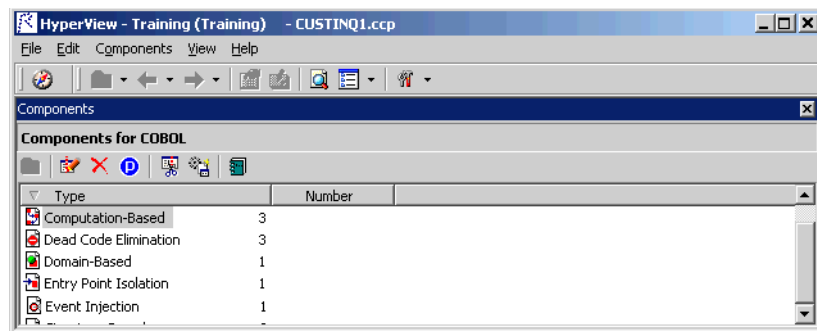 HyperView - Training (Training) - CUSTINQ1.ccp
File Edit Components View Help
Components
Components for COBOL
Type Number
Computation-Based 3
Dead Code Elimination 3
Domain-Based 1
Entry Point Isolation 1
Event Injection 1